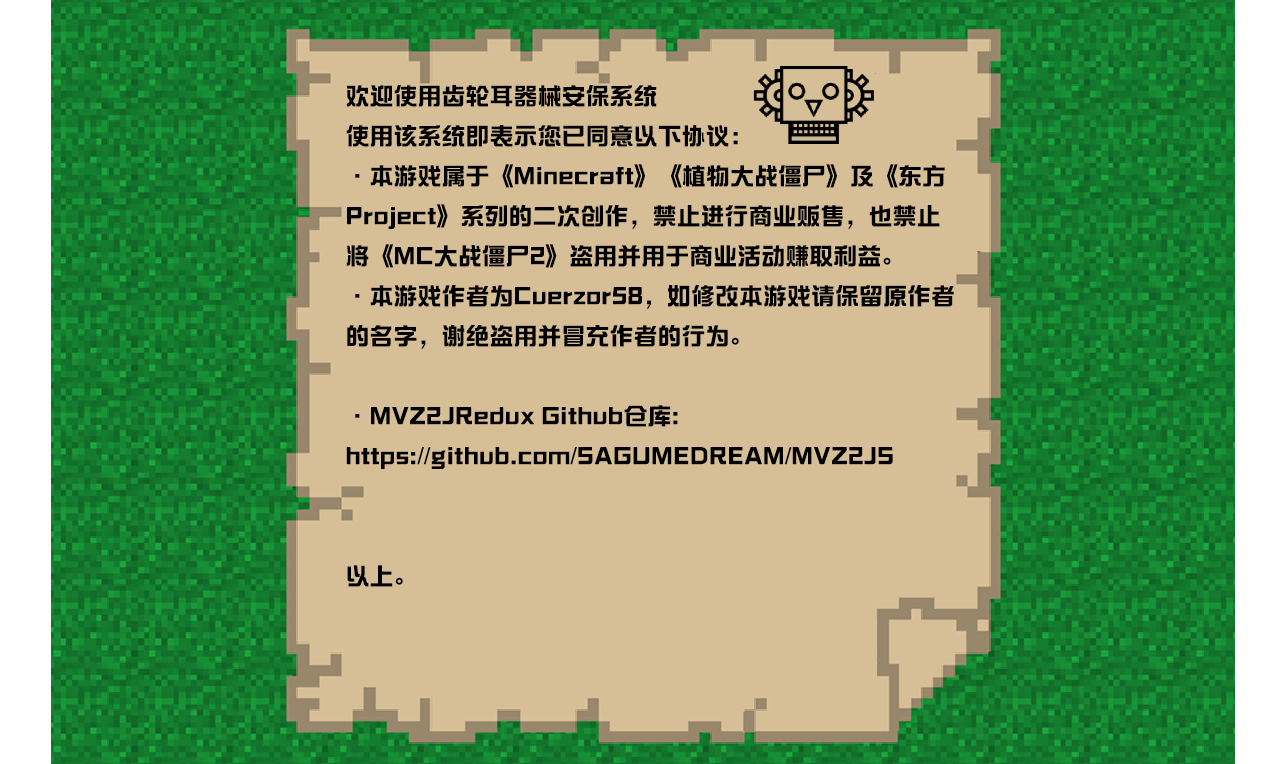 欢迎使用齿轮耳器械安保系统
使用该系统即表示您已同意以下协议：
·本游戏属于《Minecraft》《植物大战僵尸》及《东方
Project》系列的二次创作，禁止进行商业贩售，也禁止
将《MC大战僵尸2》盗用并用于商业活动赚取利益。
·本游戏作者为Cuerzor58，如修改本游戏请保留原作者
的名字，谢绝盗用并冒充作者的行为。
·MVZ2JRedux Github仓库:
https://github.com/SAGUMEDREAM/MVZ2JS
以上。